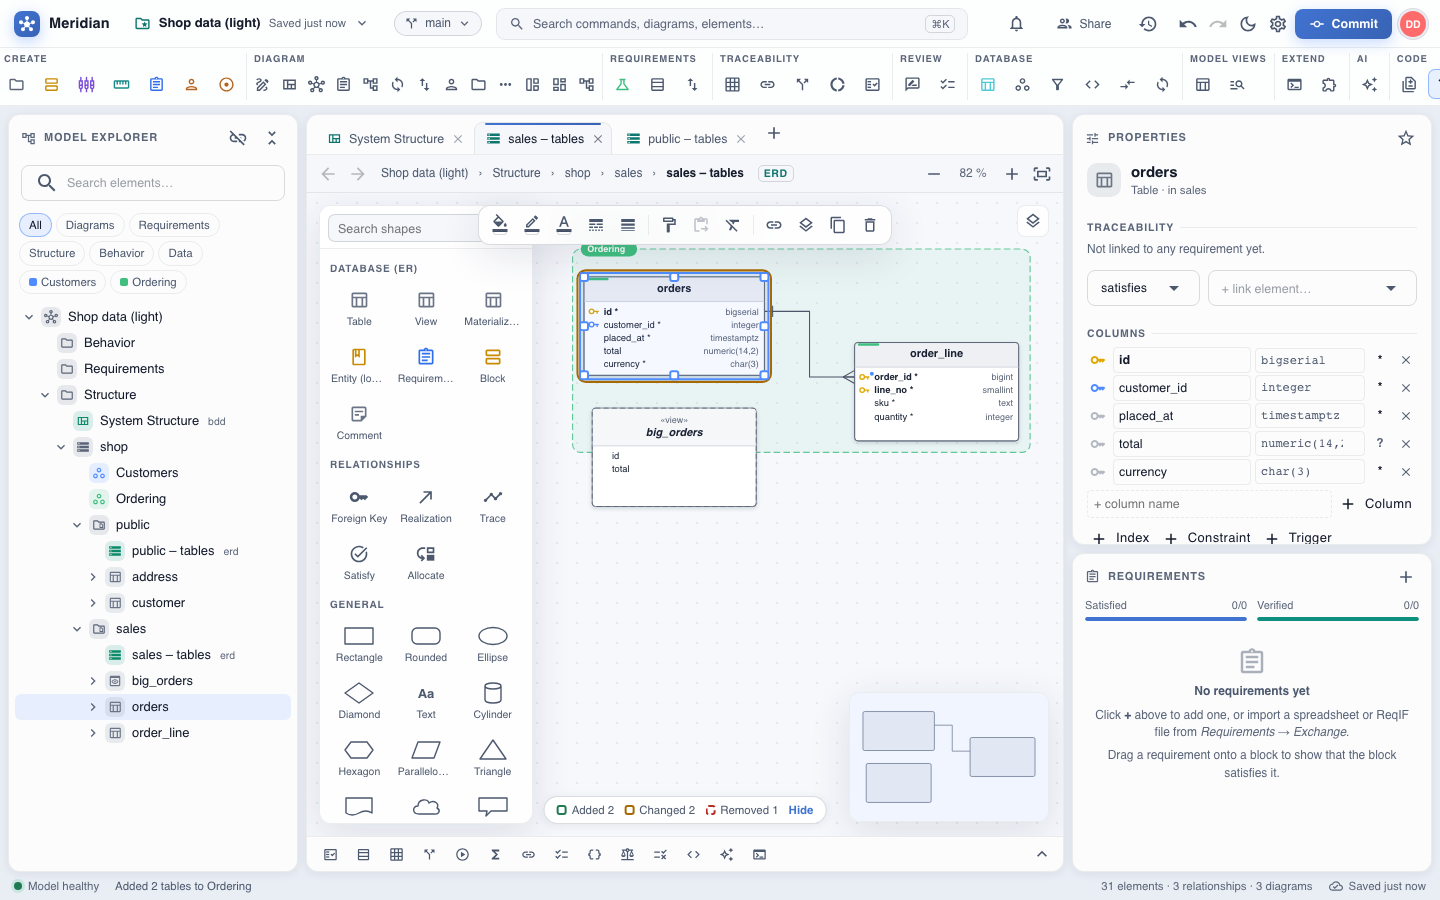 Meridian
Shop data (light)
Saved just now
main
Search commands, diagrams, elements…
⌘K
Share
Commit
DD
CREATE
DIAGRAM
REQUIREMENTS
TRACEABILITY
REVIEW
DATABASE
MODEL VIEWS
EXTEND
AI
CODE
MODEL EXPLORER
Search elements…
All
Diagrams
Requirements
Structure
Behavior
Data
Customers
Ordering
Shop data (light)
Behavior
Requirements
Structure
System Structure bdd
shop
Customers
Ordering
public
public – tables erd
address
customer
sales
sales – tables erd
big_orders
orders
order_line
System Structure
sales – tables
public – tables
Shop data (light) › Structure › shop › sales › sales – tables ERD
82 %
Search shapes
DATABASE (ER)
Table
View
Materializ…
Entity (lo…
Requirem…
Block
Comment
RELATIONSHIPS
Foreign Key
Realization
Trace
Satisfy
Allocate
GENERAL
Rectangle
Rounded
Ellipse
Diamond
Aa
Text
Cylinder
Hexagon
Parallelo…
Triangle
Ordering
orders
id * bigserial
customer_id * integer
placed_at * timestamptz
total numeric(14,2)
currency * char(3)
order_line
order_id * bigint
line_no * smallint
sku * text
quantity * integer
«view»
big_orders
id
total
Added 2
Changed 2
Removed 1
Hide
PROPERTIES
orders
Table · in sales
TRACEABILITY
Not linked to any requirement yet.
satisfies
+ link element…
COLUMNS
id bigserial *
customer_id integer *
placed_at timestamptz *
total numeric(14,2 ?
currency char(3) *
+ column name
Column
Index
Constraint
Trigger
REQUIREMENTS
Satisfied 0/0
Verified 0/0
No requirements yet
Click + above to add one, or import a spreadsheet or ReqIF
file from Requirements → Exchange.
Drag a requirement onto a block to show that the block
satisfies it.
Model healthy
Added 2 tables to Ordering
31 elements · 3 relationships · 3 diagrams
Saved just now